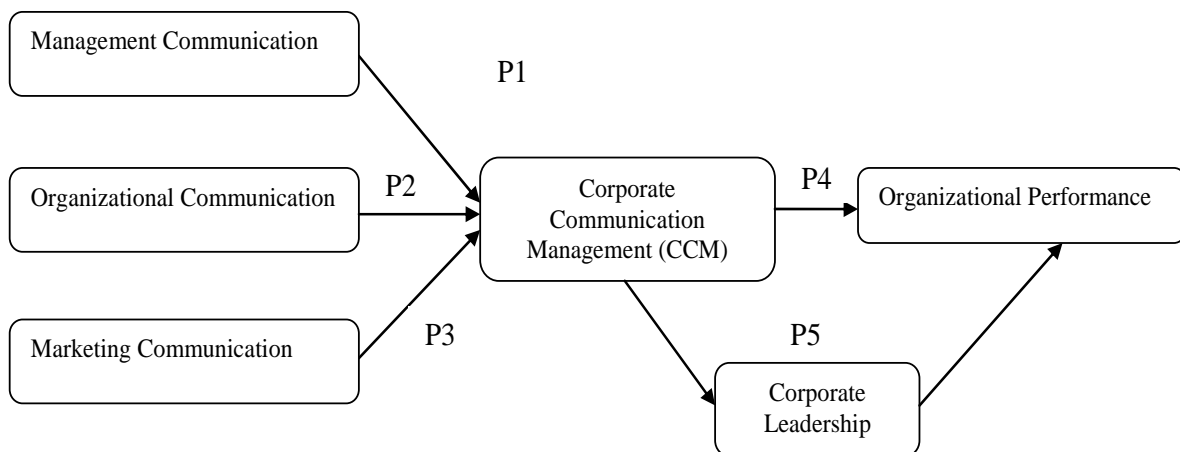 Management Communication
P1
Organizational Communication
P2
Corporate
Communication
Management (CCM)
P4
Organizational Performance
Marketing Communication
P3
P5
Corporate
Leadership